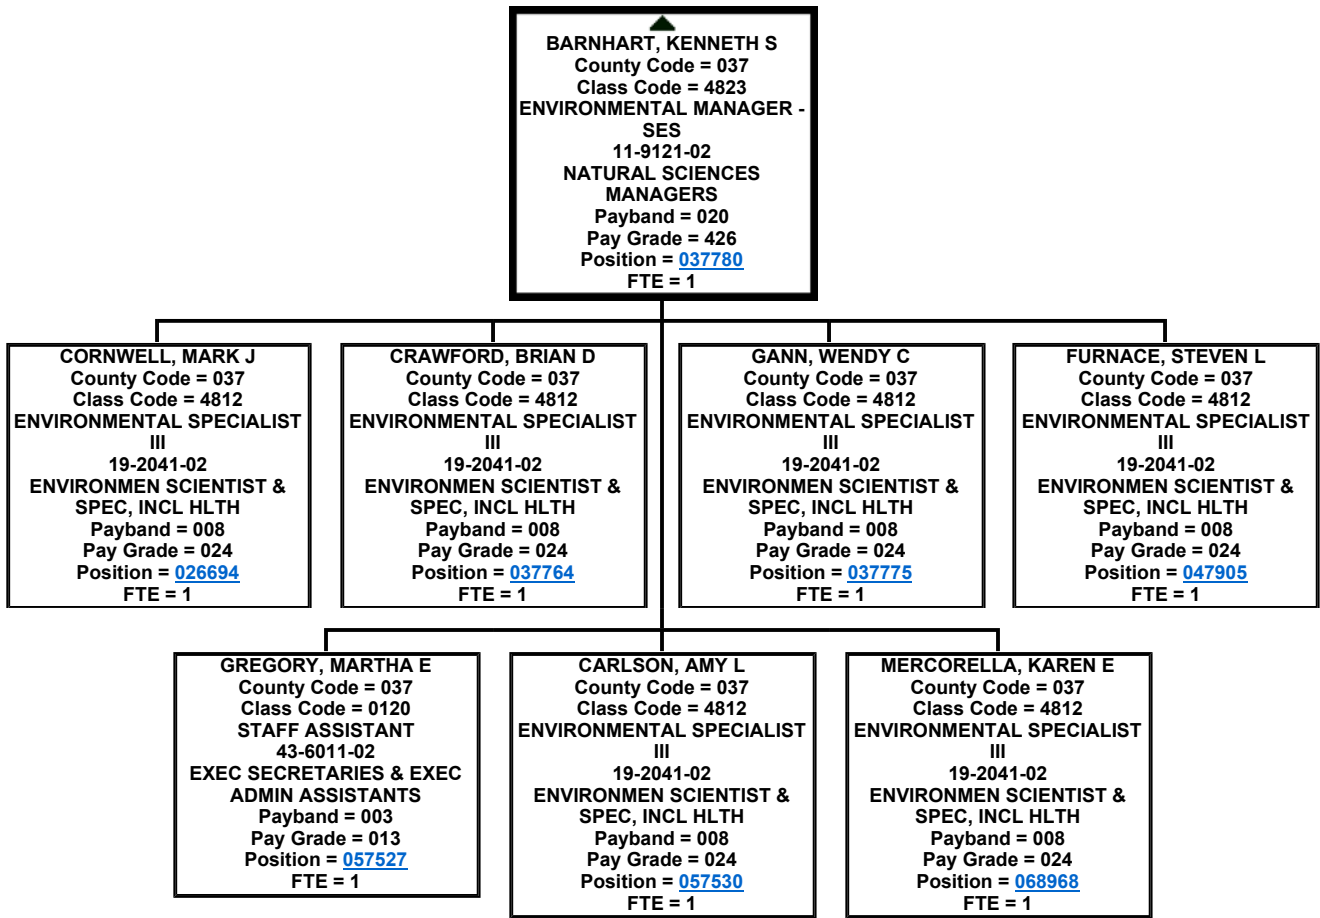 BARNHART, KENNETH S
County Code = 037
Class Code = 4823
ENVIRONMENTAL MANAGER -
SES
11-9121-02
NATURAL SCIENCES
MANAGERS
Payband = 020
Pay Grade = 426
Position = 037780
FTE = 1
CORNWELL, MARK J
County Code = 037
Class Code = 4812
ENVIRONMENTAL SPECIALIST
III
19-2041-02
ENVIRONMEN SCIENTIST &
SPEC, INCL HLTH
Payband = 008
Pay Grade = 024
Position = 026694
FTE = 1
CRAWFORD, BRIAN D
County Code = 037
Class Code = 4812
ENVIRONMENTAL SPECIALIST
III
19-2041-02
ENVIRONMEN SCIENTIST &
SPEC, INCL HLTH
Payband = 008
Pay Grade = 024
Position = 037764
FTE = 1
GANN, WENDY C
County Code = 037
Class Code = 4812
ENVIRONMENTAL SPECIALIST
III
19-2041-02
ENVIRONMEN SCIENTIST &
SPEC, INCL HLTH
Payband = 008
Pay Grade = 024
Position = 037775
FTE = 1
FURNACE, STEVEN L
County Code = 037
Class Code = 4812
ENVIRONMENTAL SPECIALIST
III
19-2041-02
ENVIRONMEN SCIENTIST &
SPEC, INCL HLTH
Payband = 008
Pay Grade = 024
Position = 047905
FTE = 1
GREGORY, MARTHA E
County Code = 037
Class Code = 0120
STAFF ASSISTANT
43-6011-02
EXEC SECRETARIES & EXEC
ADMIN ASSISTANTS
Payband = 003
Pay Grade = 013
Position = 057527
FTE = 1
CARLSON, AMY L
County Code = 037
Class Code = 4812
ENVIRONMENTAL SPECIALIST
III
19-2041-02
ENVIRONMEN SCIENTIST &
SPEC, INCL HLTH
Payband = 008
Pay Grade = 024
Position = 057530
FTE = 1
MERCORELLA, KAREN E
County Code = 037
Class Code = 4812
ENVIRONMENTAL SPECIALIST
III
19-2041-02
ENVIRONMEN SCIENTIST &
SPEC, INCL HLTH
Payband = 008
Pay Grade = 024
Position = 068968
FTE = 1